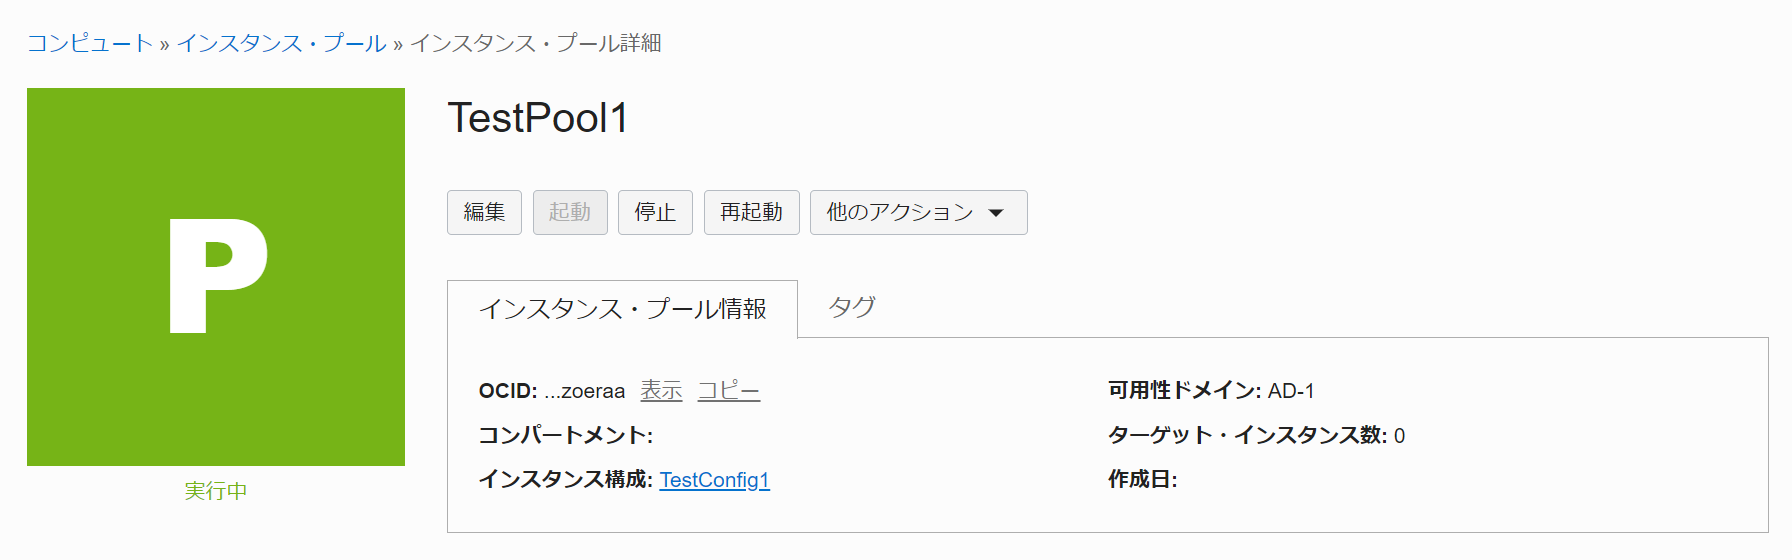 コンピュート » インスタンス・プール » インスタンス・プール詳細
P
実行中
TestPool1
編集 起動 停止 再起動 他のアクション
インスタンス・プール情報 タグ
OCID: ...zoeraa 表示 コピー
コンパートメント:
インスタンス構成: TestConfig1
可用性ドメイン: AD-1
ターゲット・インスタンス数: 0
作成日: